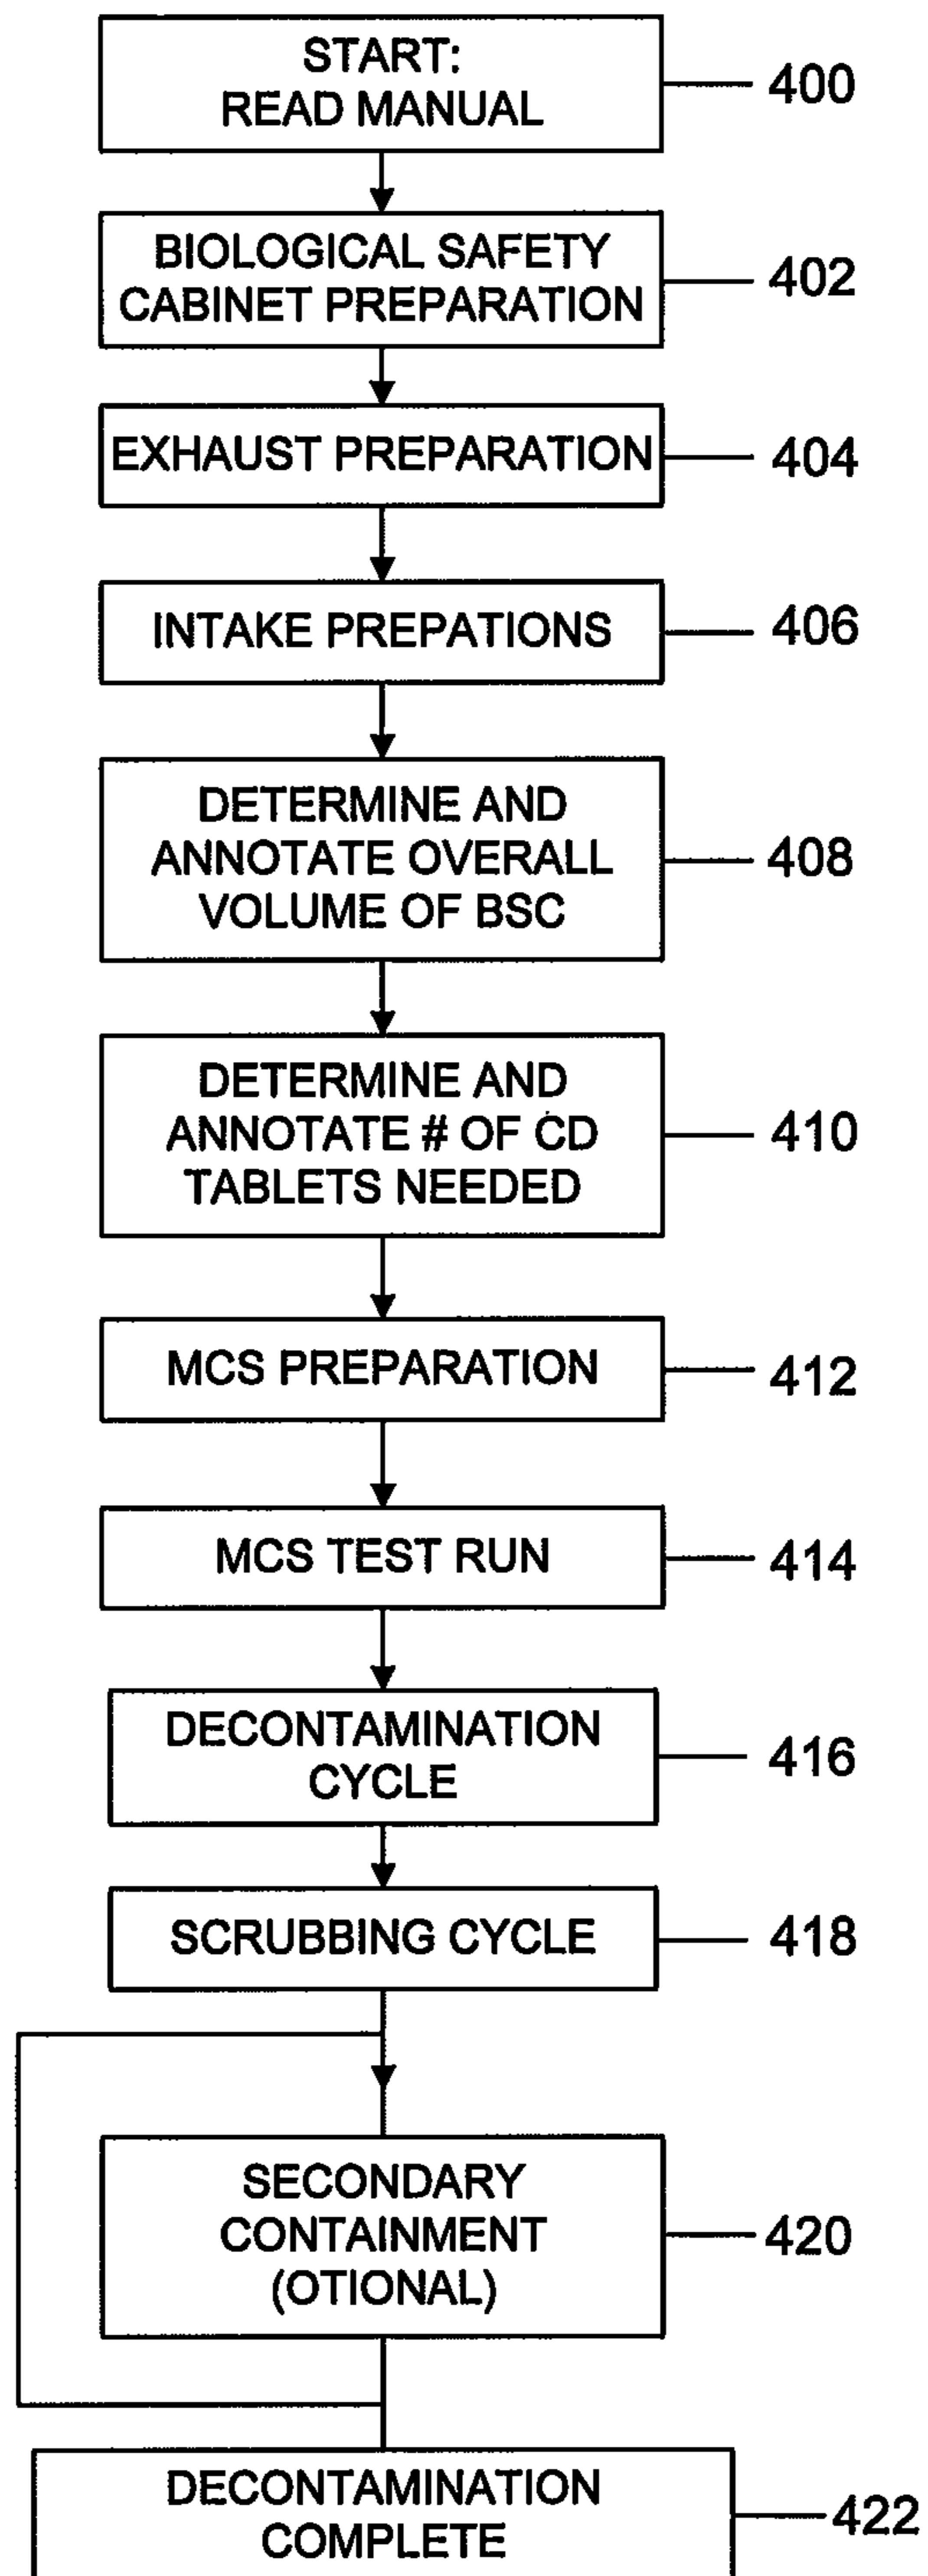 START:
READ MANUAL
400
BIOLOGICAL SAFETY
CABINET PREPARATION
402
EXHAUST PREPARATION
404
INTAKE PREPATIONS
406
DETERMINE AND
ANNOTATE OVERALL
VOLUME OF BSC
408
DETERMINE AND
ANNOTATE # OF CD
TABLETS NEEDED
410
MCS PREPARATION
412
MCS TEST RUN
414
DECONTAMINATION
CYCLE
416
SCRUBBING CYCLE
418
SECONDARY
CONTAINMENT
(OTIONAL)
420
DECONTAMINATION
COMPLETE
422